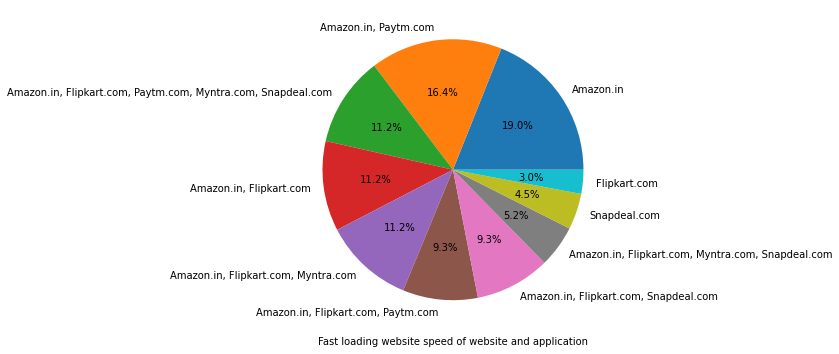 Amazon.in, Paytm.com
Amazon.in
16.4%
19.0%
Amazon.in, Flipkart.com, Paytm.com, Myntra.com, Snapdeal.com
11.2%
Amazon.in, Flipkart.com
11.2%
3.0%
Flipkart.com
4.5%
Snapdeal.com
5.2%
11.2%
9.3%
9.3%
Amazon.in, Flipkart.com, Myntra.com, Snapdeal.com
Amazon.in, Flipkart.com, Myntra.com
Amazon.in, Flipkart.com, Snapdeal.com
Amazon.in, Flipkart.com, Paytm.com
Fast loading website speed of website and application